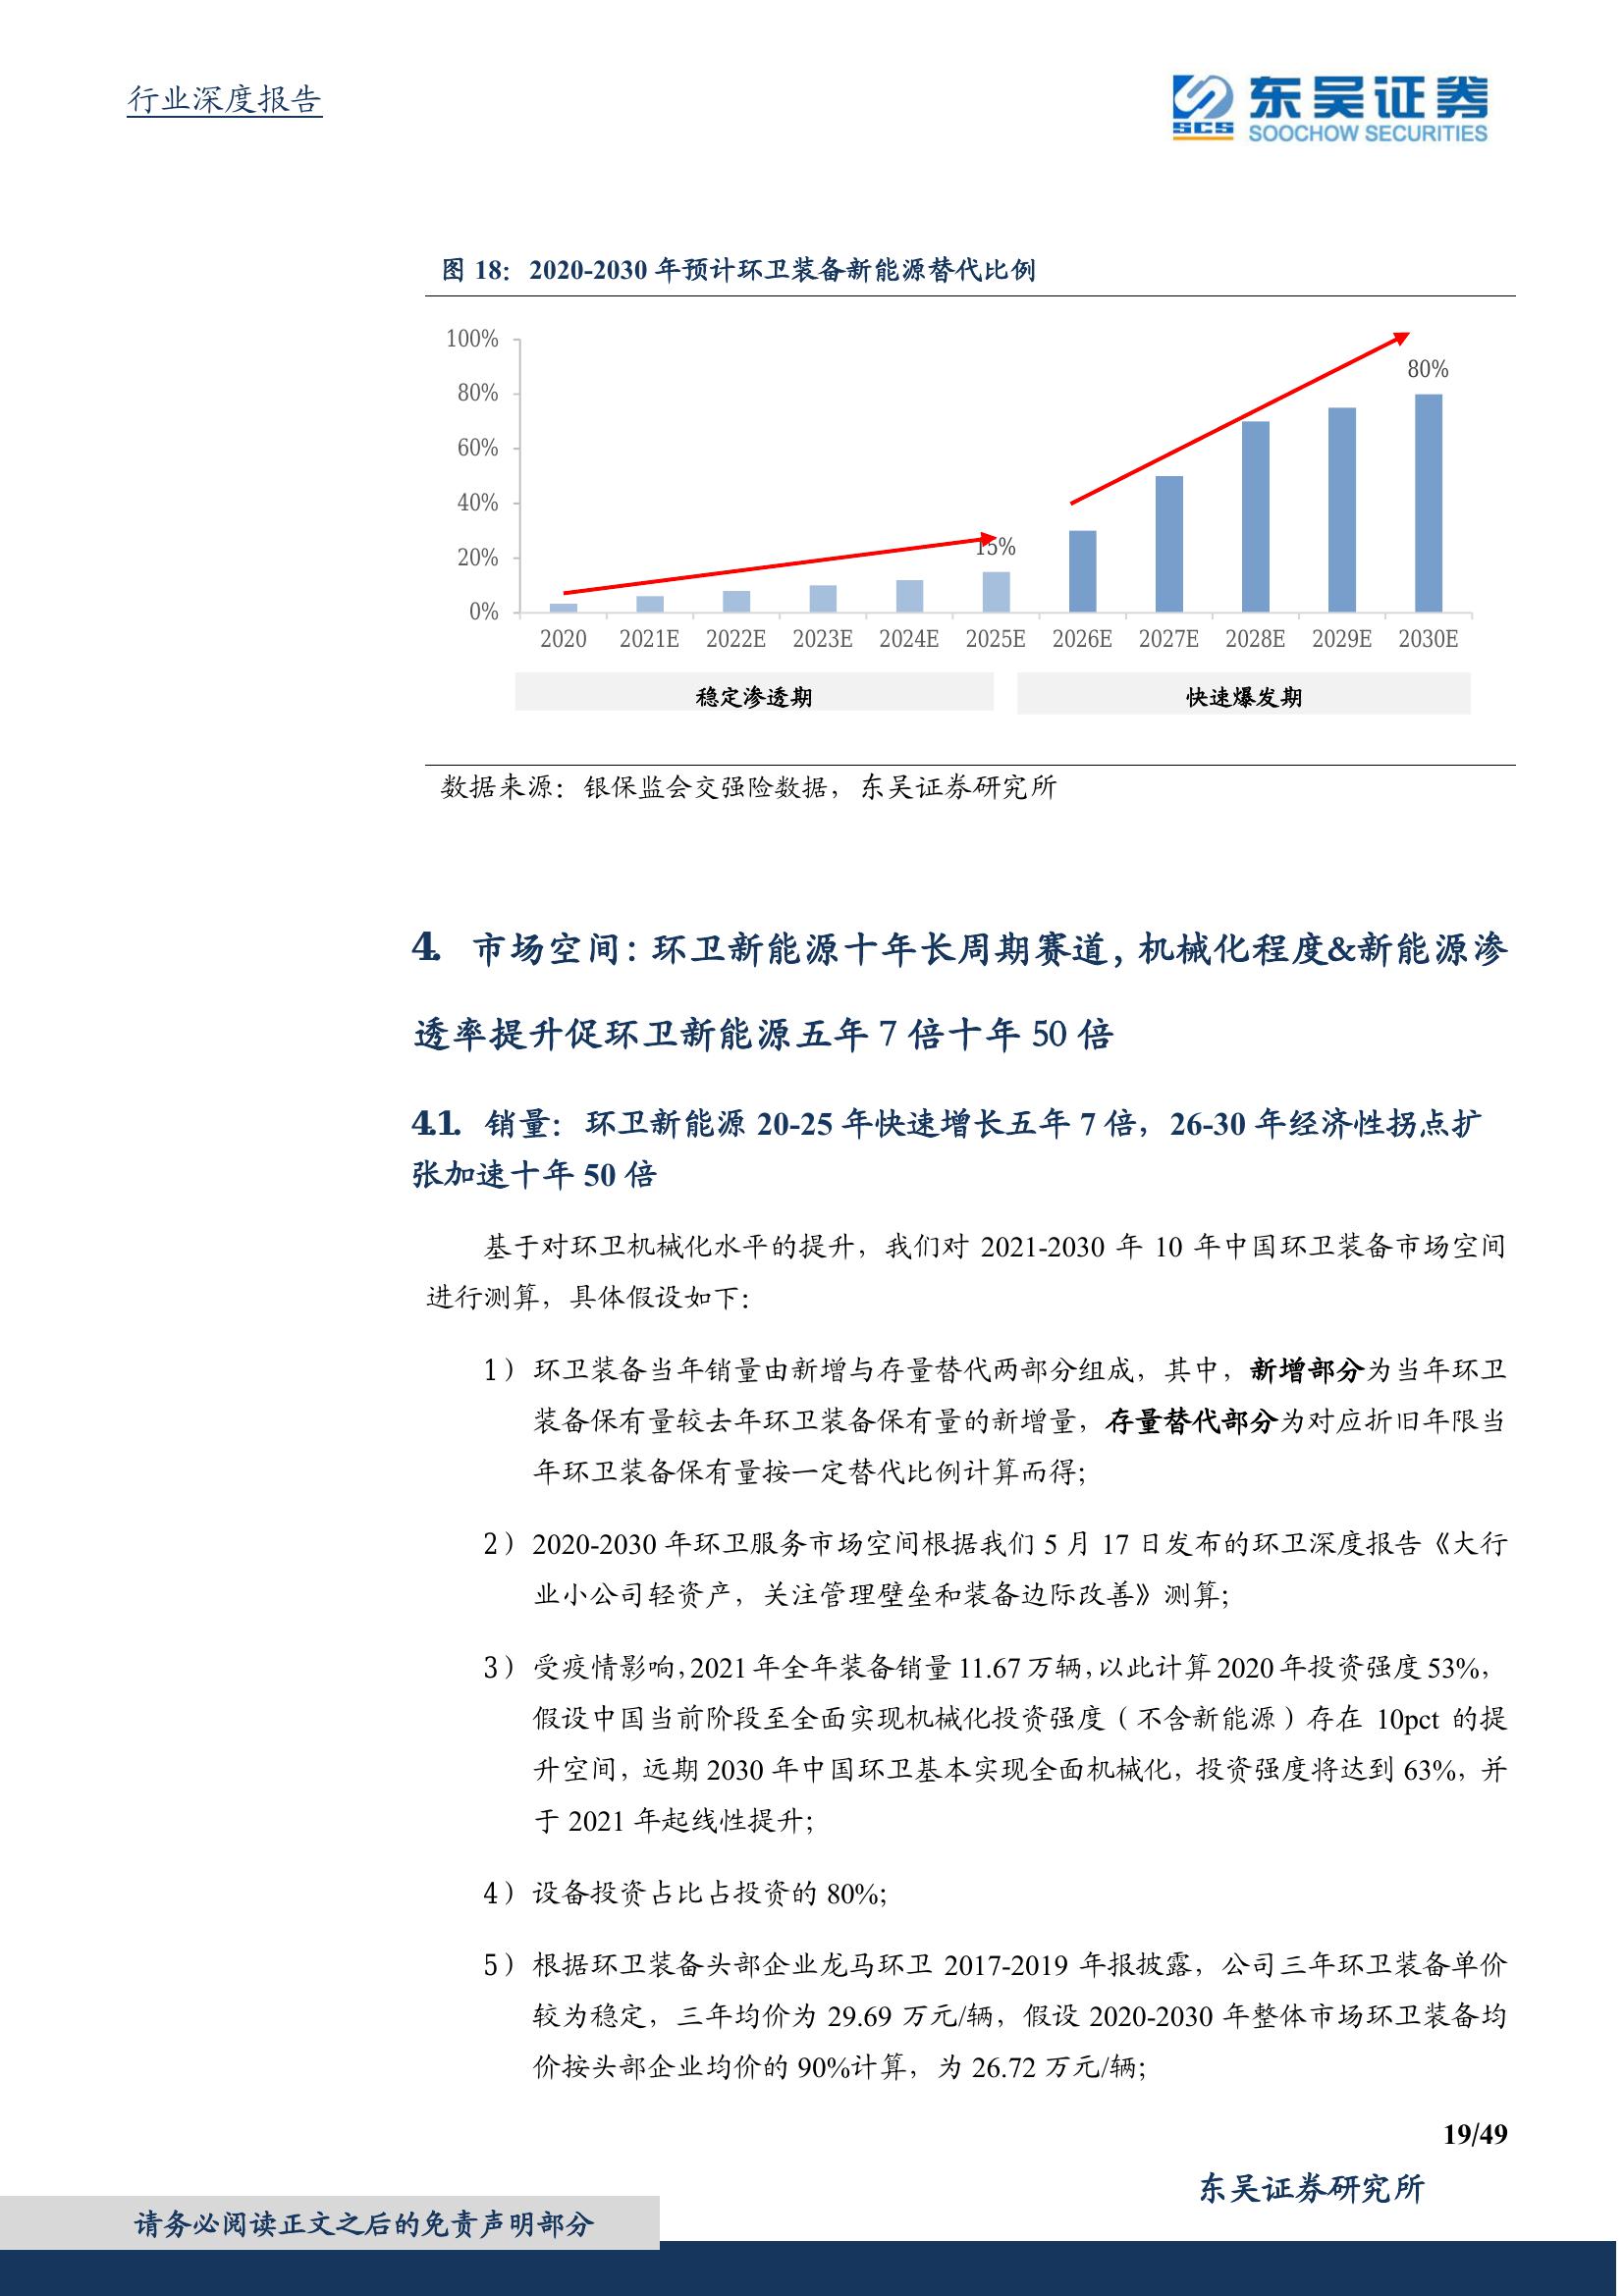 行业深度报告
SCS
东吴证券
SOOCHOW SECURITIES
图 18：2020-2030 年预计环卫装备新能源替代比例
100%
80%
60%
40%
20%
0%
15%
80%
2020 2021E 2022E 2023E 2024E 2025E 2026E 2027E 2028E 2029E 2030E
稳定渗透期 快速爆发期
数据来源：银保监会交强险数据，东吴证券研究所
4. 市场空间：环卫新能源十年长周期赛道，机械化程度&新能源渗
透率提升促环卫新能源五年 7 倍十年 50 倍
4.1. 销量：环卫新能源 20-25 年快速增长五年 7 倍，26-30 年经济性拐点扩
张加速十年 50 倍
基于对环卫机械化水平的提升，我们对 2021-2030 年 10 年中国环卫装备市场空间
进行测算，具体假设如下：
1） 环卫装备当年销量由新增与存量替代两部分组成，其中，新增部分为当年环卫
装备保有量较去年环卫装备保有量的新增量，存量替代部分为对应折旧年限当
年环卫装备保有量按一定替代比例计算而得；
2） 2020-2030 年环卫服务市场空间根据我们 5 月 17 日发布的环卫深度报告《大行
业小公司轻资产，关注管理壁垒和装备边际改善》测算；
3） 受疫情影响，2021 年全年装备销量 11.67 万辆，以此计算 2020 年投资强度 53%，
假设中国当前阶段至全面实现机械化投资强度（不含新能源）存在 10pct 的提
升空间，远期 2030 年中国环卫基本实现全面机械化，投资强度将达到 63%，并
于 2021 年起线性提升；
4） 设备投资占比占投资的 80%；
5） 根据环卫装备头部企业龙马环卫 2017-2019 年报披露，公司三年环卫装备单价
较为稳定，三年均价为 29.69 万元/辆，假设 2020-2030 年整体市场环卫装备均
价按头部企业均价的 90%计算，为 26.72 万元/辆；
19/49
东吴证券研究所
请务必阅读正文之后的免责声明部分